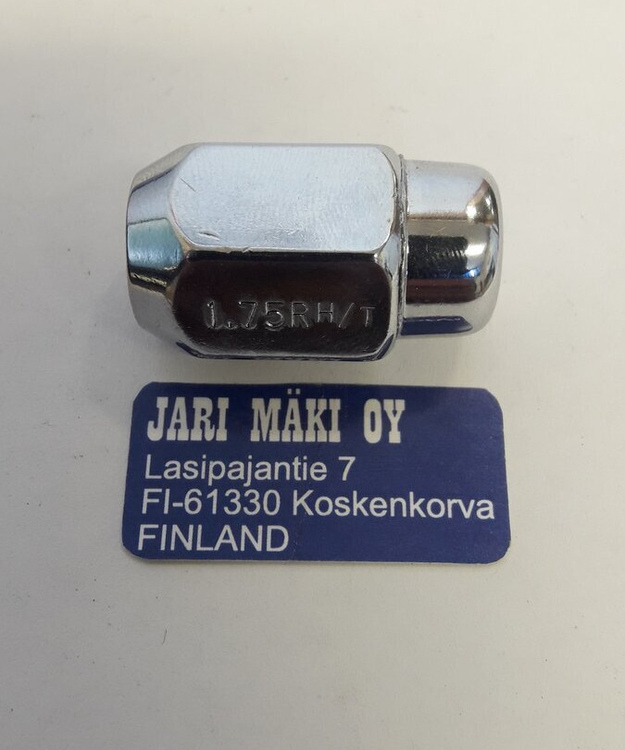 1.75RH/T
JARI MÄKI OY
Lasipajantie 7
FI-61330 Koskenkorva
FINLAND